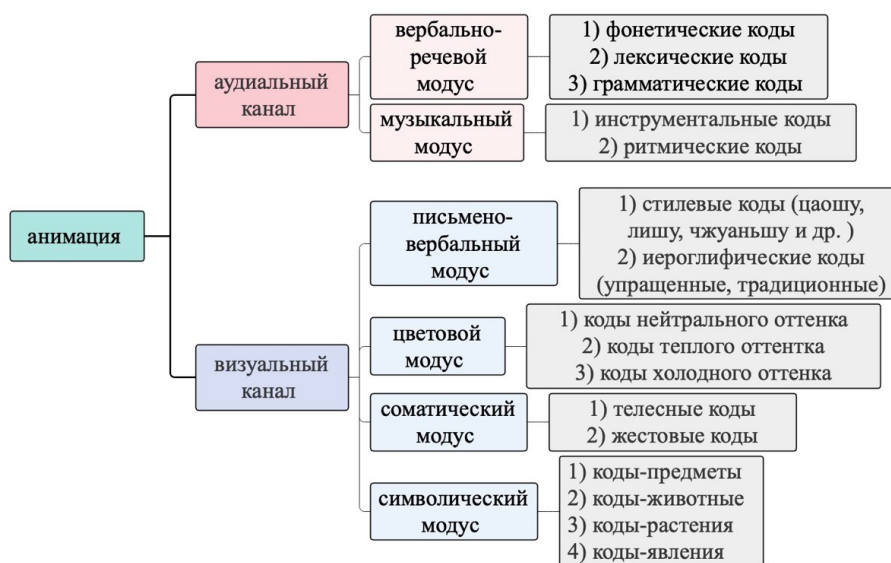 анимация
аудиальный
канал
вербально-
речевой
модус
1) фонетические коды
2) лексические коды
3) грамматические коды
музыкальный
модус
1) инструментальные коды
2) ритмические коды
визуальный
канал
письмено-
вербальный
модус
1) стилевые коды (цаошу,
лишу, чжуаньшу и др. )
2) иероглифические коды
(упращенные, традиционные)
цветовой
модус
1) коды нейтрального оттенка
2) коды теплого оттентка
3) коды холодного оттенка
соматический
модус
1) телесные коды
2) жестовые коды
символический
модус
1) коды-предметы
2) коды-животные
3) коды-растения
4) коды-явления